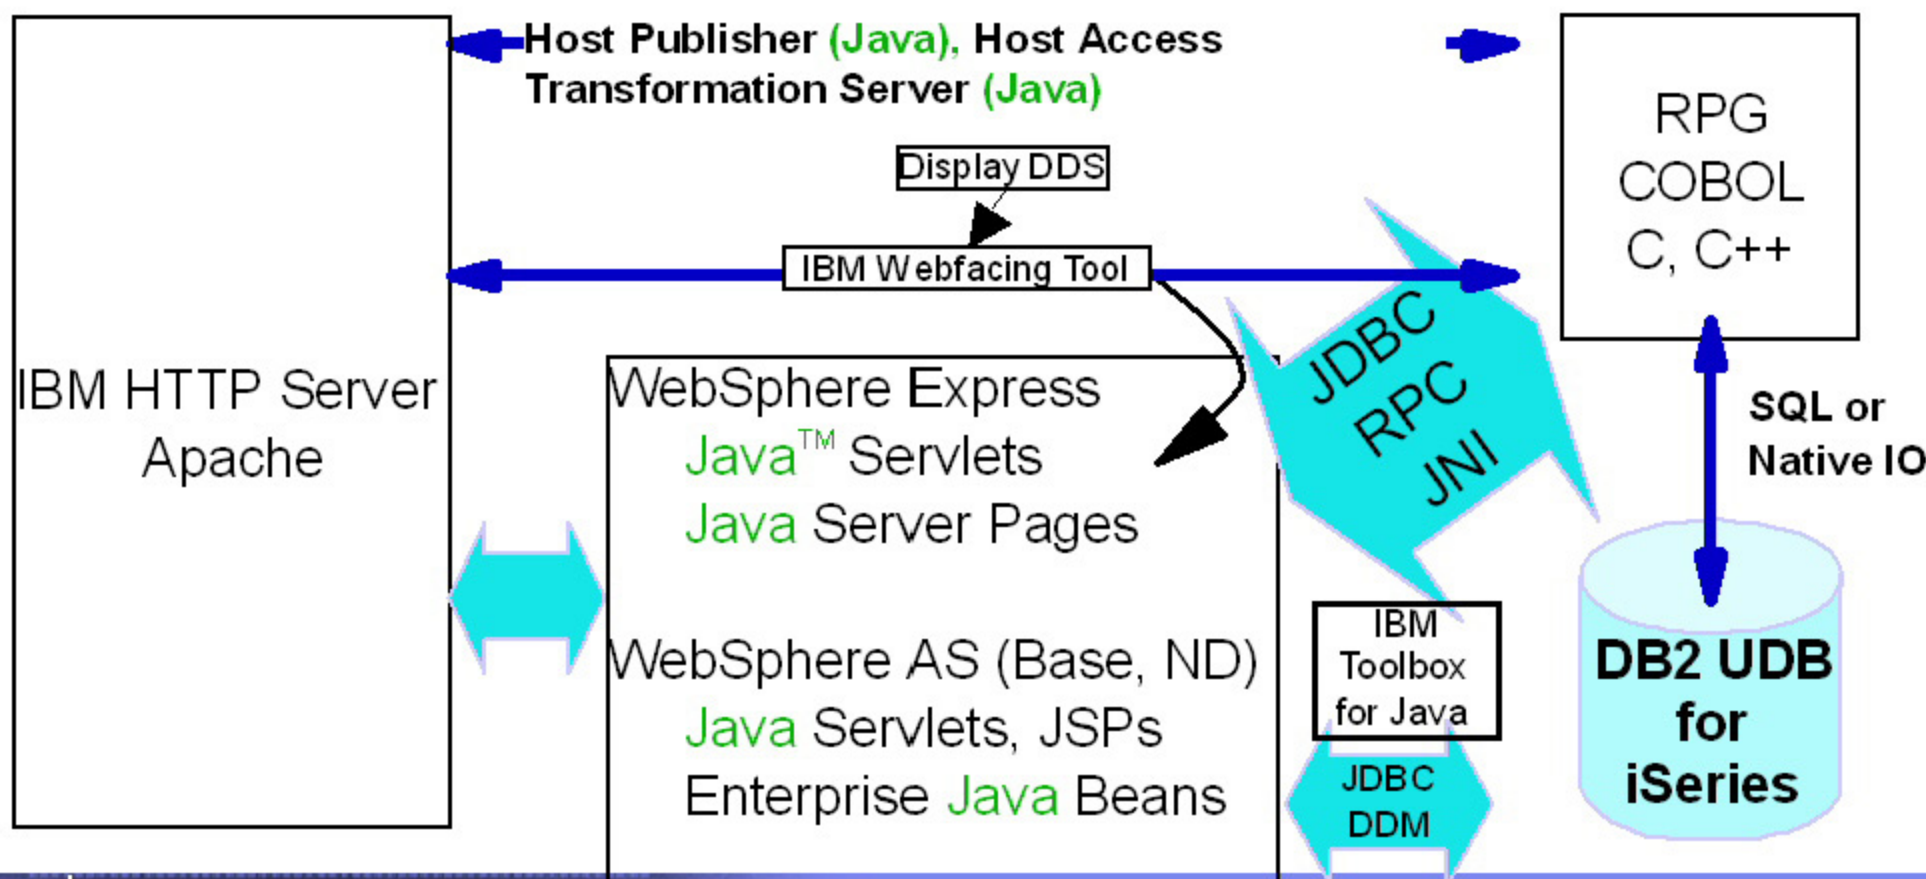 Host Publisher (Java), Host Access
Transformation Server (Java)
Display DDS
IBM Webfacing Tool
RPG
COBOL
C, C++
IBM HTTP Server
Apache
WebSphere Express
Java™ Servlets
Java Server Pages
WebSphere AS (Base, ND)
Java Servlets, JSPs
Enterprise Java Beans
JDBC
RPC
JNI
SQL or
Native IO
IBM
Toolbox
for Java
JDBC
DDM
DB2 UDB
for
iSeries